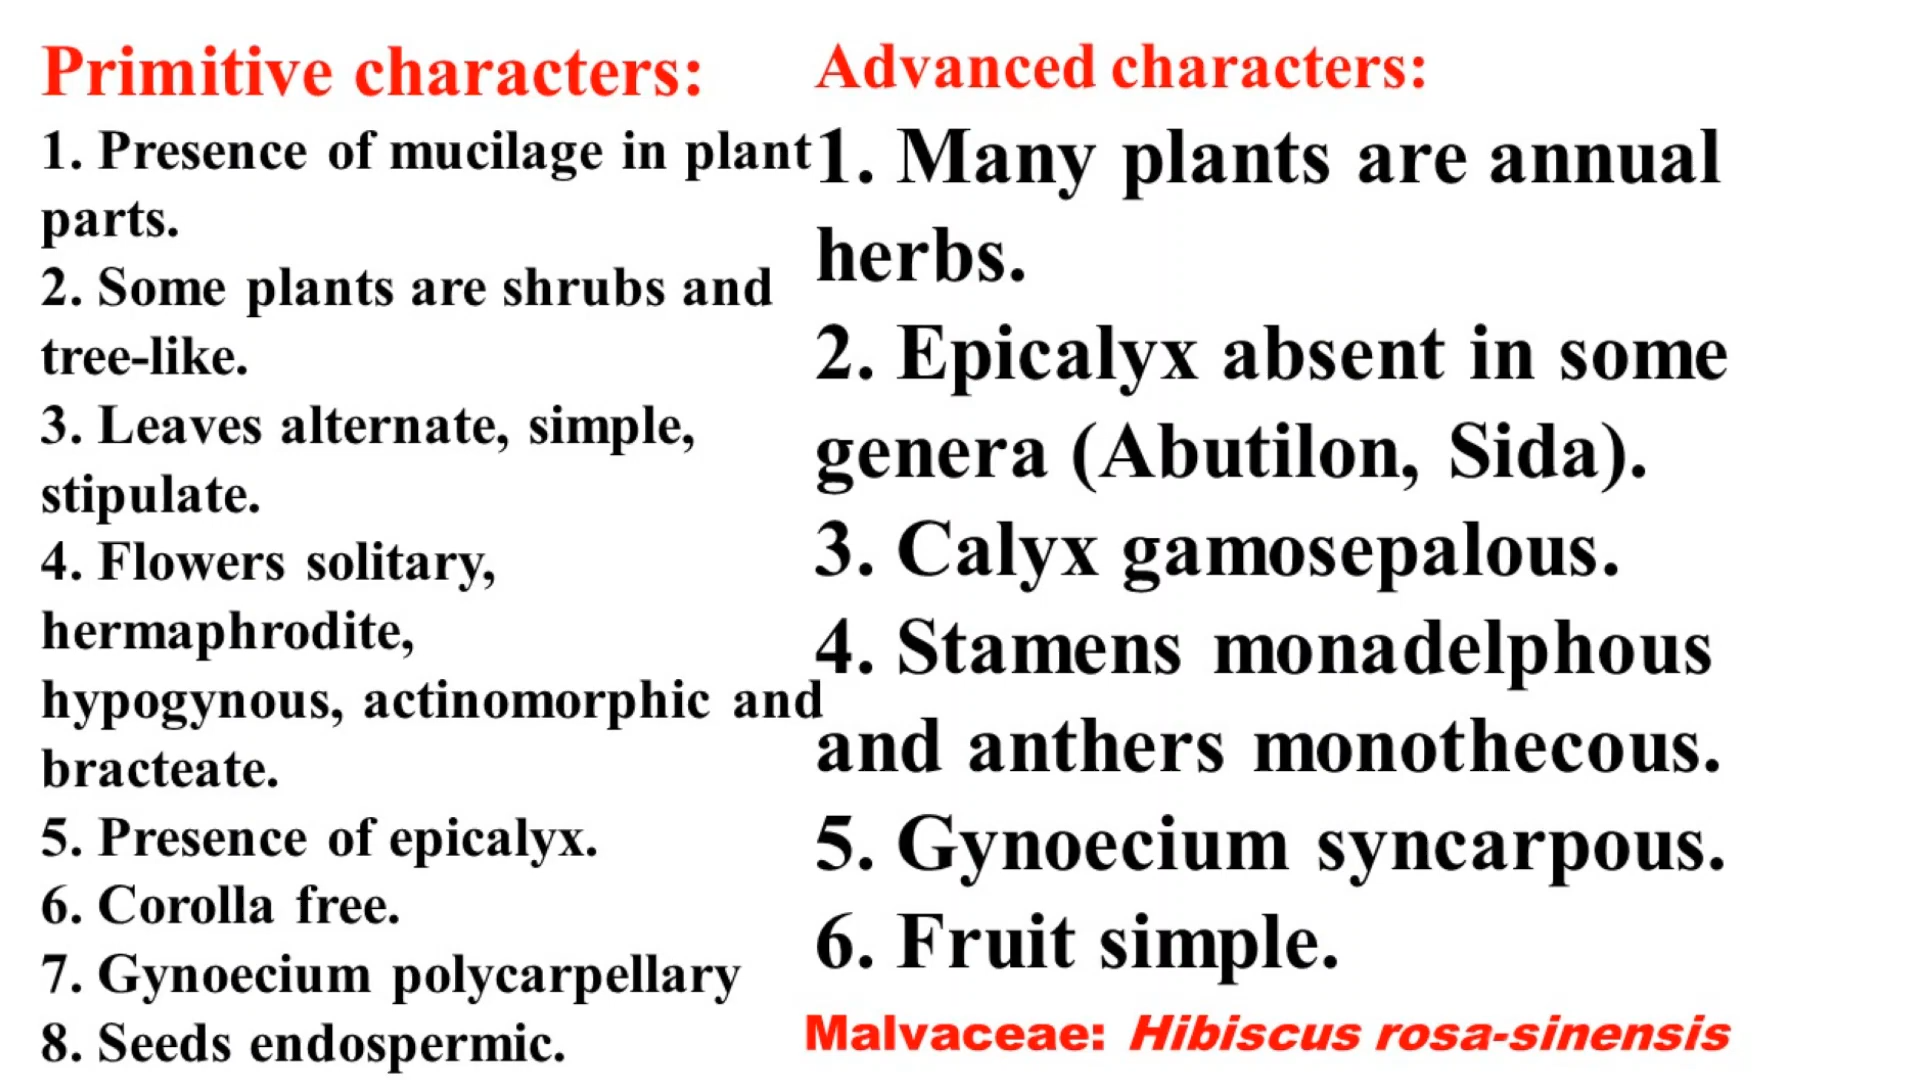 Primitive characters:
1. Presence of mucilage in plant
parts.
2. Some plants are shrubs and
tree-like.
3. Leaves alternate, simple,
stipulate.
4. Flowers solitary,
hermaphrodite,
hypogynous, actinomorphic and
bracteate.
5. Presence of epicalyx.
6. Corolla free.
7. Gynoecium polycarpellary
8. Seeds endospermic.
Advanced characters:
1. Many plants are annual
herbs.
2. Epicalyx absent in some
genera (Abutilon, Sida).
3. Calyx gamosepalous.
4. Stamens monadelphous
and anthers monothecous.
5. Gynoecium syncarpous.
6. Fruit simple.
Malvaceae: Hibiscus rosa-sinensis